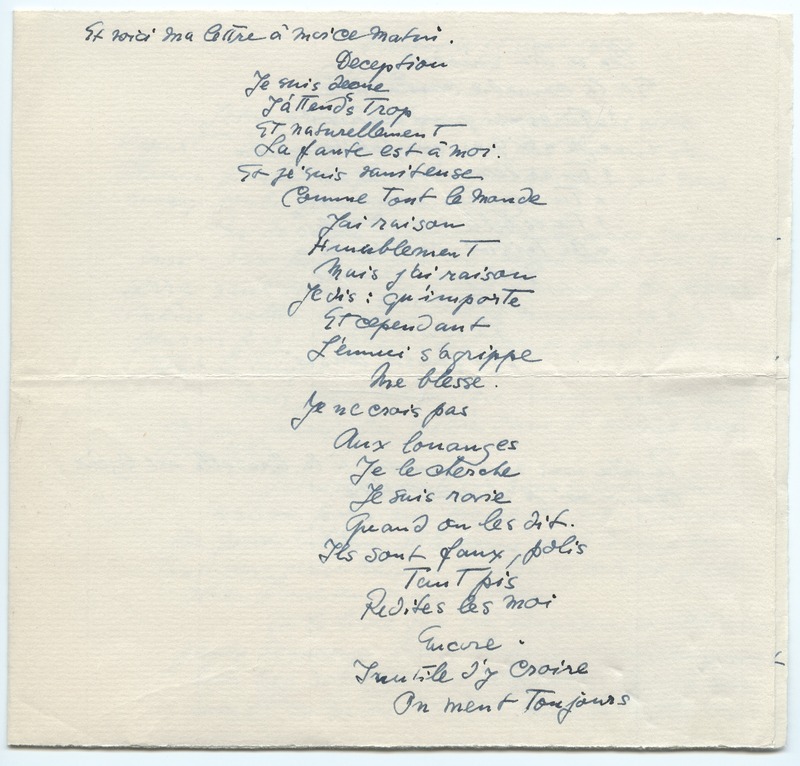 Et voici ma lettre à moi ce matin.
Deception
Je suis decue
J'attends Trop
Et naturellement
La faute est à moi.
Et je suis vaniteuse
Comme Tout le monde
J'ai raison
Humblement
Mais j'ai raison
Je dis : qu'importe
Et cependant
L'ennui s'agrippe
Me blesse.
Je ne crois pas
Aux louanges
Je le cherche
Je suis ravie
Quand on les dit.
Ils sont faux, polis
Tant pis
Redites les moi
Encore.
Inutile d'y croire
On ment Toujours